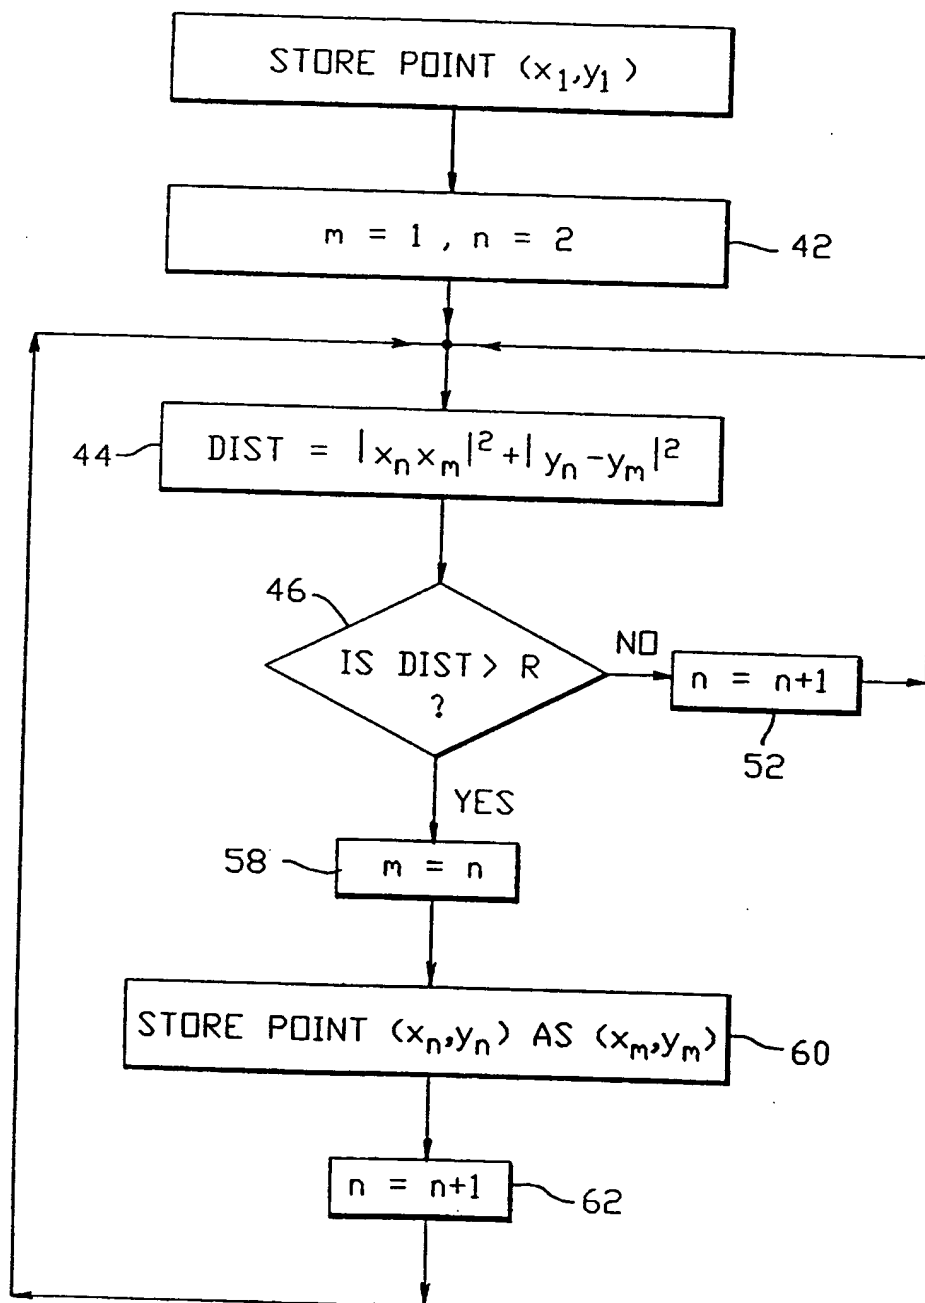 STORE POINT (x₁,y₁)
m = 1 , n = 2
42
44
DIST = |xₙxₘ|²+|yₙ-yₘ|²
46
IS DIST> R
?
NO
n = n+1
52
YES
58
m = n
STORE POINT (xₙ,yₙ) AS (xₘ,yₘ)
60
n = n+1
62